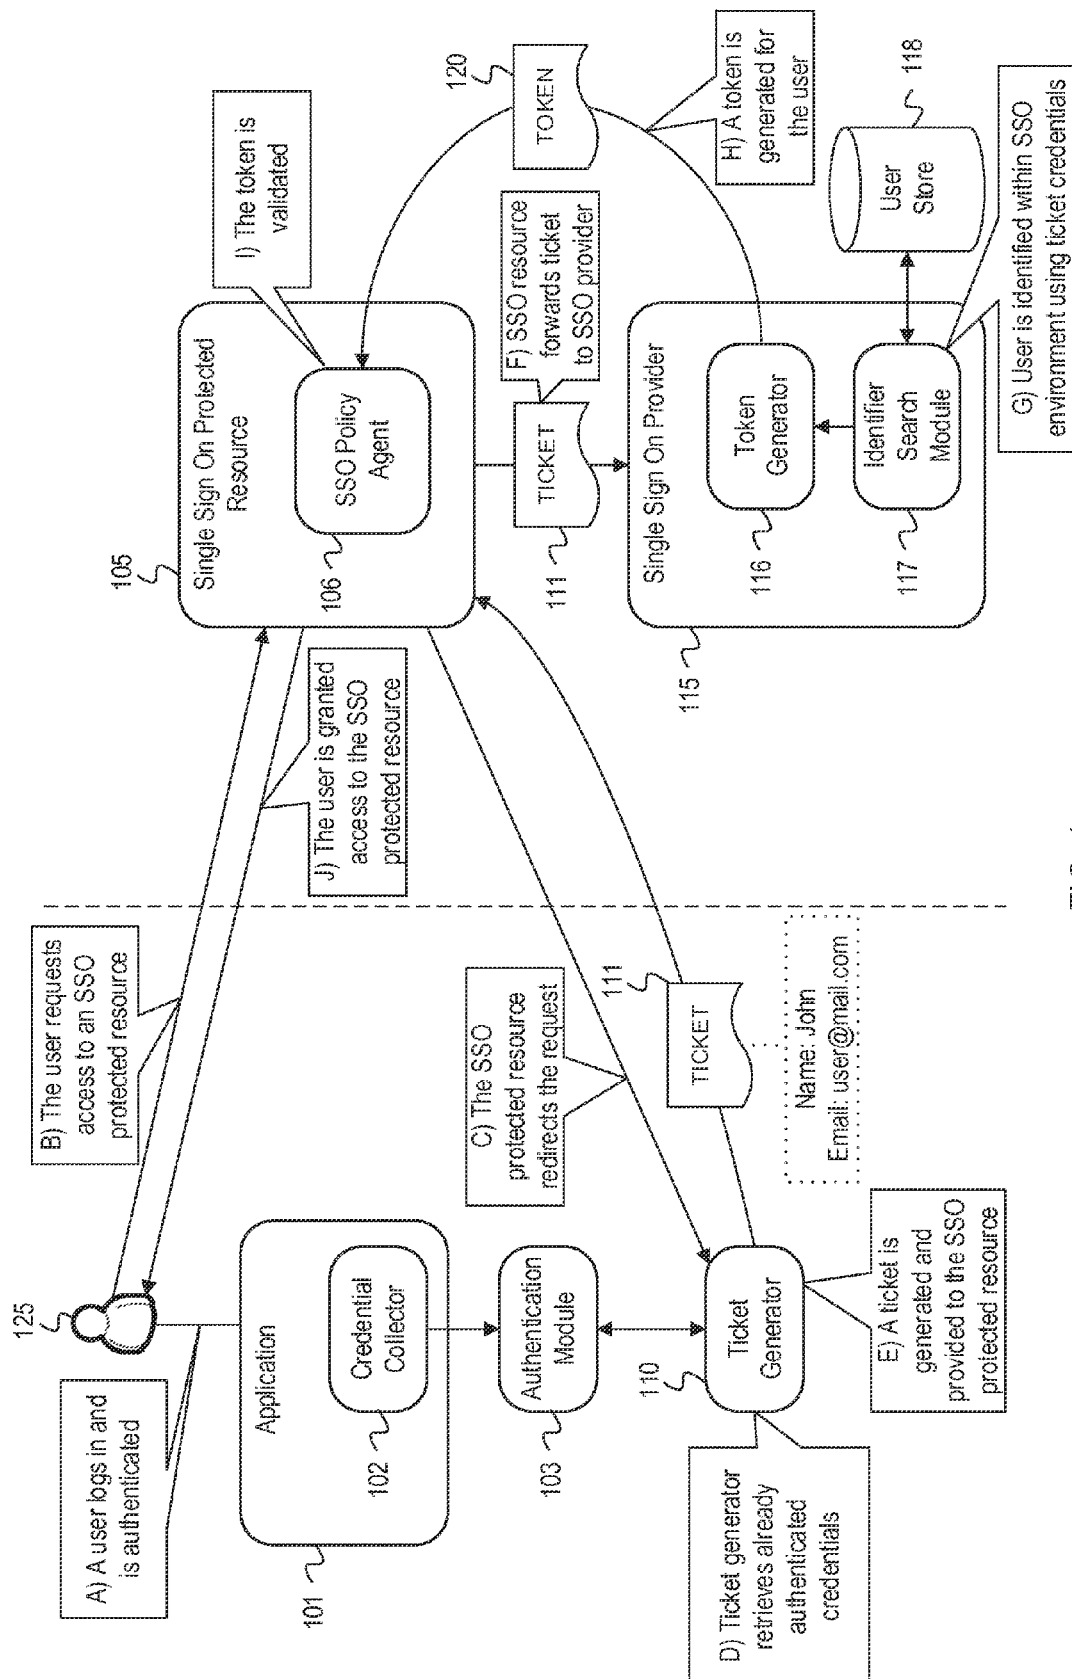 125
A) A user logs in and
is authenticated
B) The user requests
access to an SSO
protected resource
101
Application
102
Credential
Collector
103
Authentication
Module
110
Ticket
Generator
D) Ticket generator
retrieves already
authenticated
credentials
E) A ticket is
generated and
provided to the SSO
protected resource
C) The SSO
protected resource
redirects the request
111
TICKET
Name: John
Email: user@mail.com
J) The user is granted
access to the SSO
protected resource
105
Single Sign On Protected
Resource
106
SSO Policy
Agent
I) The token is
validated
111
TICKET
F) SSO resource
forwards ticket
to SSO provider
120
TOKEN
H) A token is
generated for
the user
115
Single Sign On Provider
116
Token
Generator
117
Identifier
Search
Module
118
User
Store
G) User is identified within SSO
environment using ticket credentials